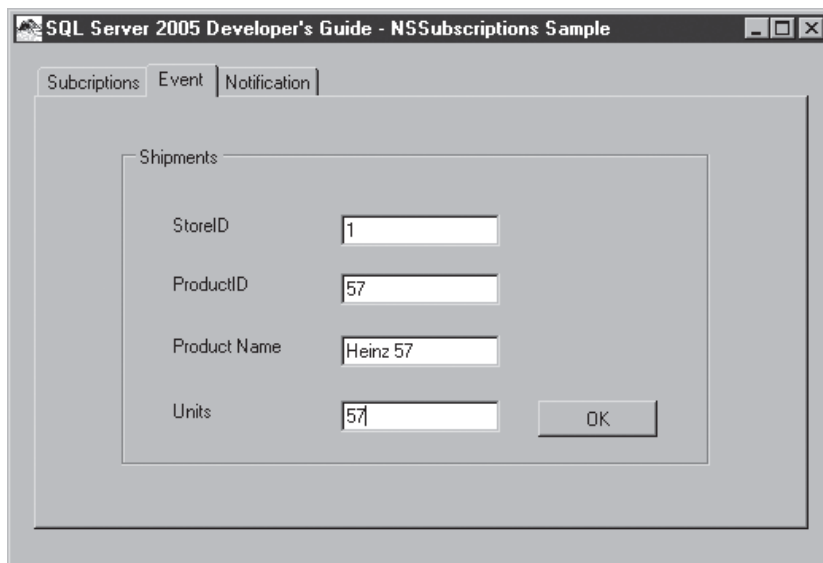 SQL Server 2005 Developer's Guide - NSSubscriptions Sample
Subcriptions Event Notification
Shipments
StoreID 1
ProductID 57
Product Name Heinz 57
Units 57 OK